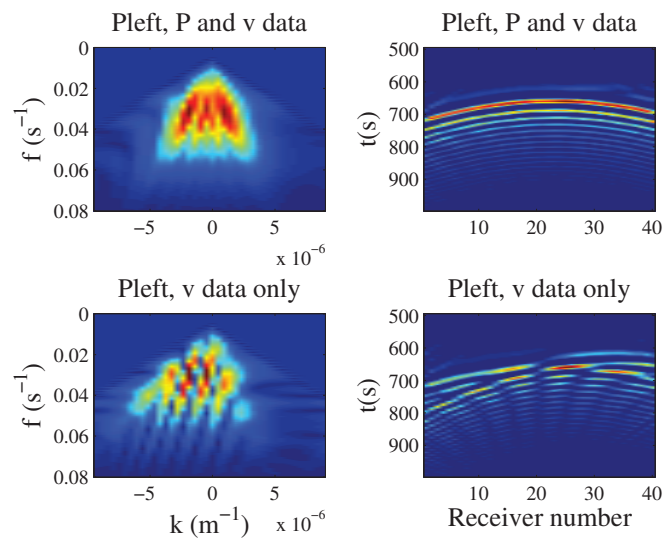 Pleft, P and v data
f (s⁻¹)
0
0.02
0.04
0.06
0.08
−5 0 5
x 10⁻⁶
Pleft, P and v data
t(s)
500
600
700
800
900
10 20 30 40
Pleft, v data only
f (s⁻¹)
0
0.02
0.04
0.06
0.08
−5 0 5
k (m⁻¹) x 10⁻⁶
Pleft, v data only
t(s)
500
600
700
800
900
10 20 30 40
Receiver number